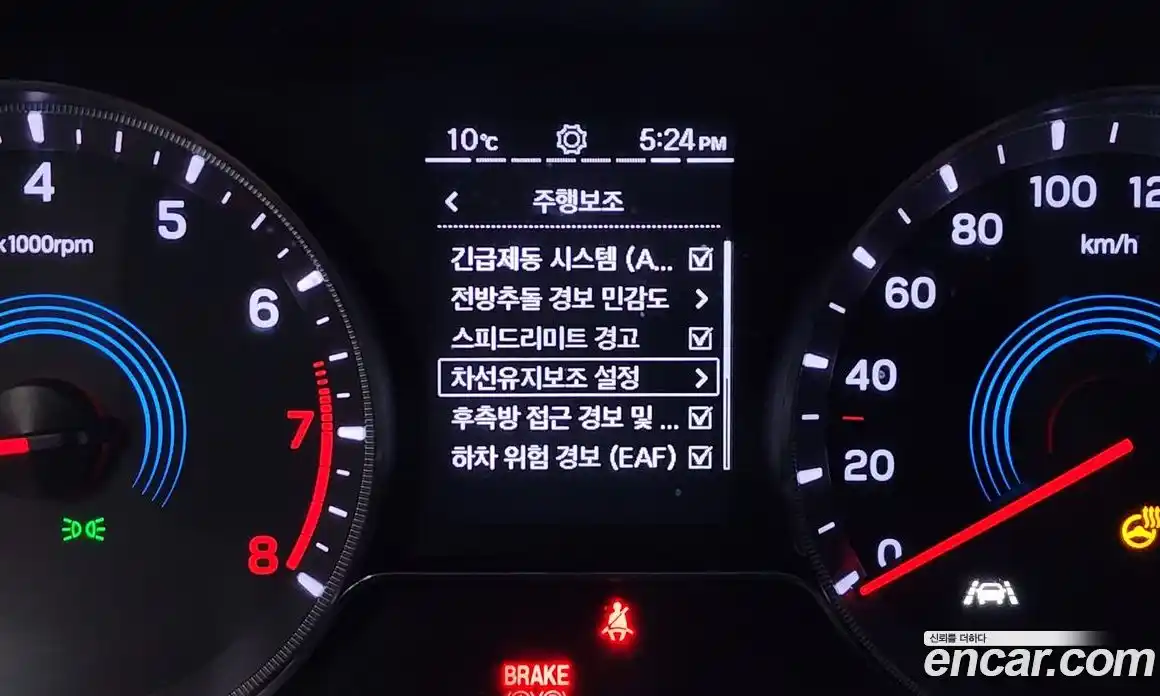 10℃ 5:24 PM
주행보조
긴급제동 시스템 (A...
전방추돌 경보 민감도
스피드리미트 경고
차선유지보조 설정
후측방 접근 경보 및 ...
하차 위험 경보 (EAF)
4
5
x1000rpm
6
7
8
100
12
80
km/h
60
40
20
0
BRAKE
신뢰를 더하다
encar.com